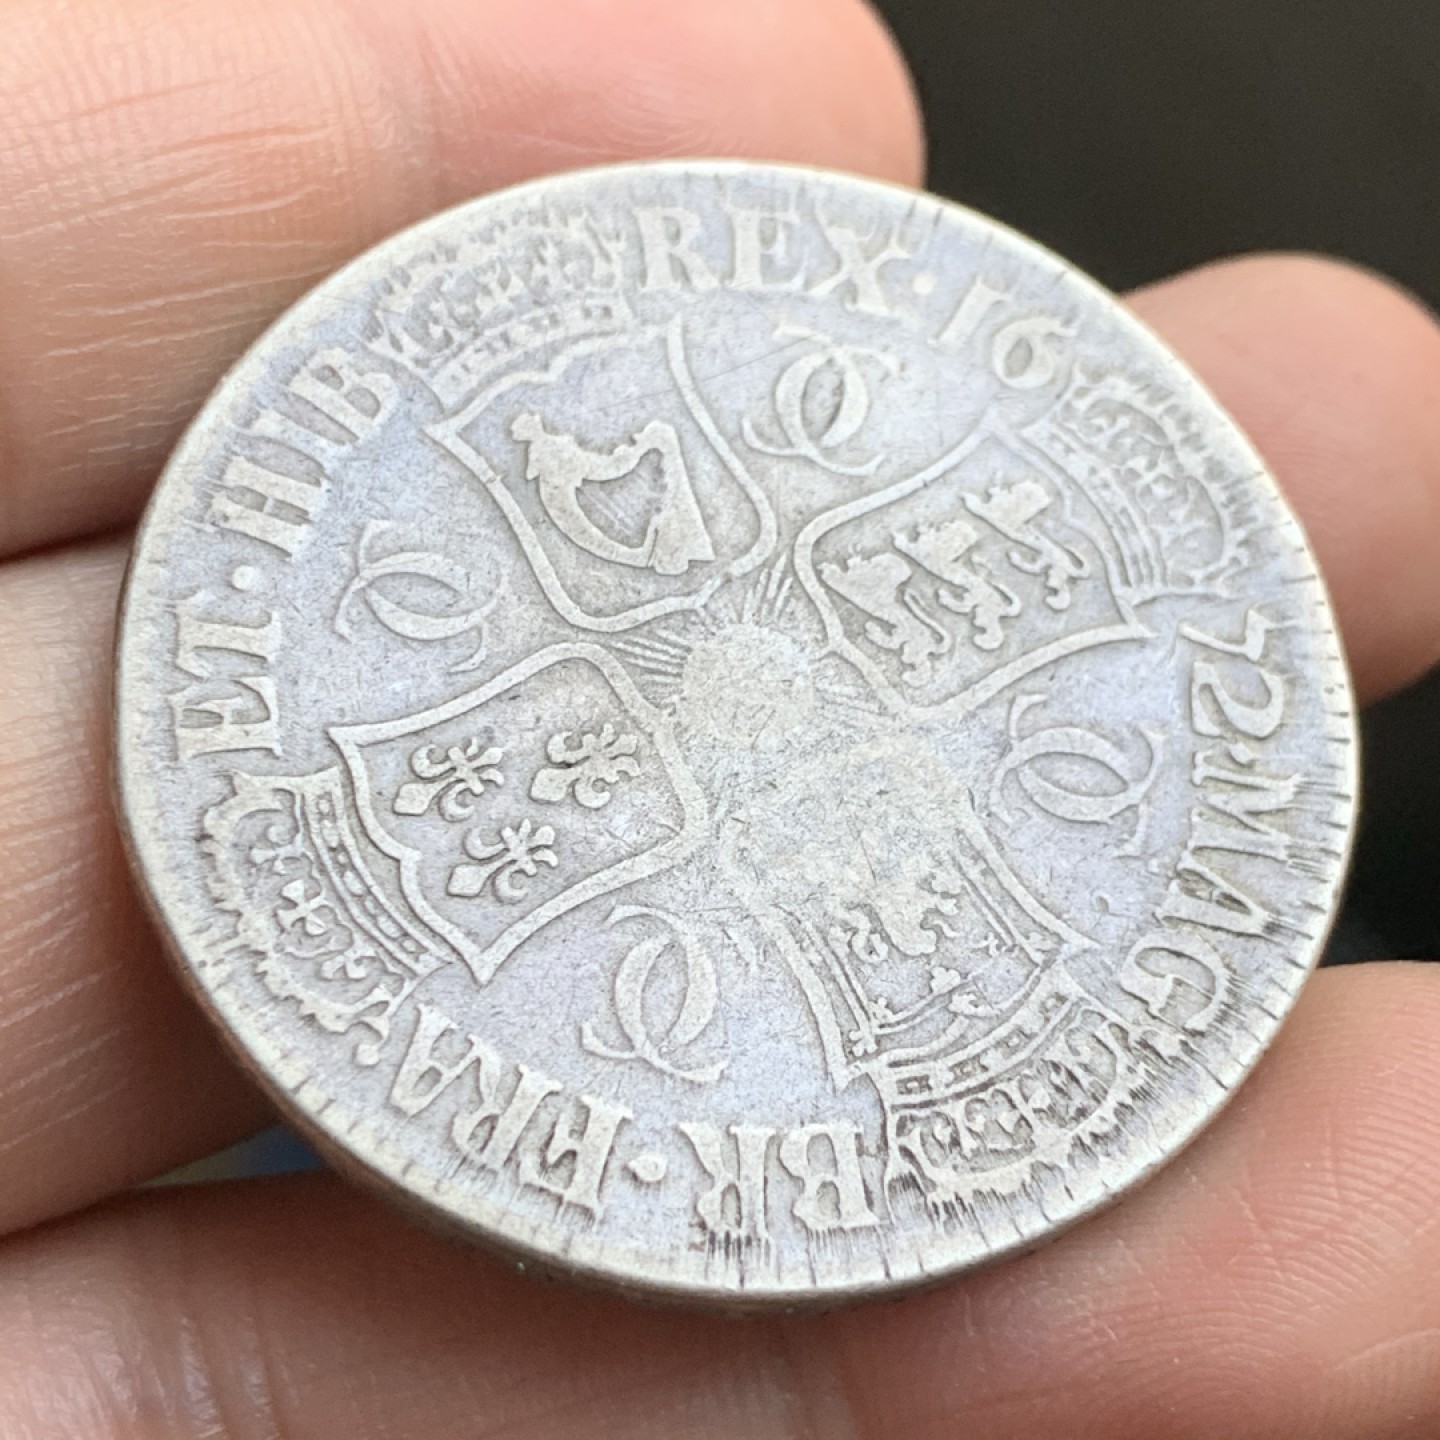 MAG
BR·FRA
ET·HIB
REX·16
72